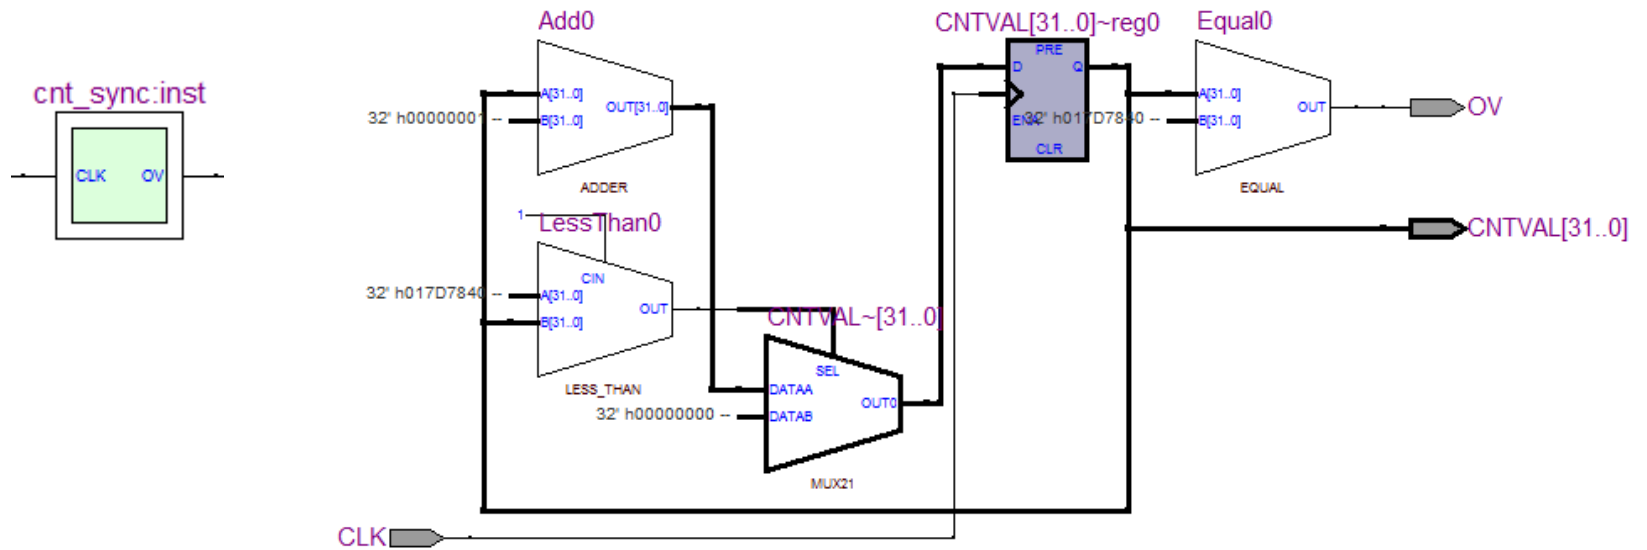 cnt_sync:inst
CLK
OV
Add0
A[31..0]
32' h00000001 --
B[31..0]
OUT[31..0]
ADDER
1
LessThan0
CIN
32' h017D7840 --
A[31..0]
B[31..0]
OUT
LESS_THAN
CNTVAL~[31..0]
SEL
DATAA
32' h00000000 --
DATAB
OUT0
MUX21
CNTVAL[31..0]~reg0
PRE
D
Q
ENA
CLR
Equal0
A[31..0]
32' h017D7840 --
B[31..0]
OUT
EQUAL
OV
CNTVAL[31..0]
CLK